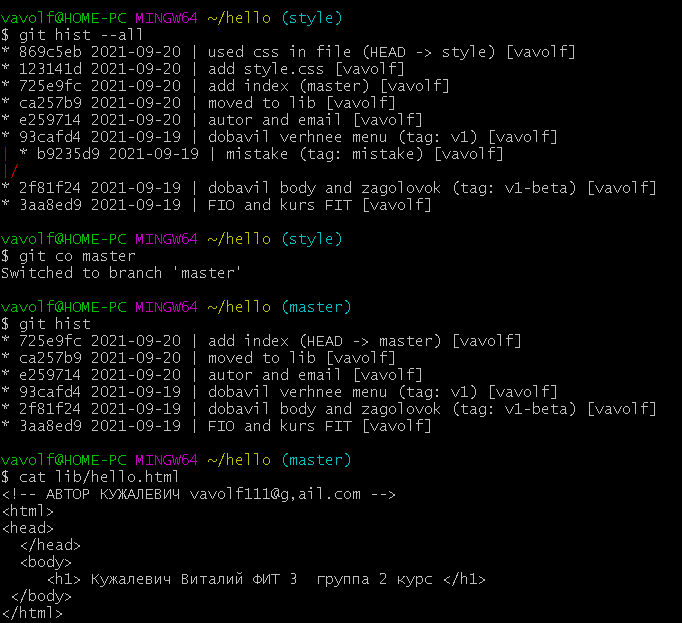 vavolf@HOME-PC MINGW64 ~/hello (style)
$ git hist --all
* 869c5eb 2021-09-20 | used css in file (HEAD -> style) [vavolf]
* 123141d 2021-09-20 | add style.css [vavolf]
* 725e9fc 2021-09-20 | add index (master) [vavolf]
* ca257b9 2021-09-20 | moved to lib [vavolf]
* e259714 2021-09-20 | autor and email [vavolf]
* 93cafd4 2021-09-19 | dobavil verhnee menu (tag: v1) [vavolf]
| * b9235d9 2021-09-19 | mistake (tag: mistake) [vavolf]
|/
* 2f81f24 2021-09-19 | dobavil body and zagolovok (tag: v1-beta) [vavolf]
* 3aa8ed9 2021-09-19 | FIO and kurs FIT [vavolf]
vavolf@HOME-PC MINGW64 ~/hello (style)
$ git co master
Switched to branch 'master'
vavolf@HOME-PC MINGW64 ~/hello (master)
$ git hist
* 725e9fc 2021-09-20 | add index (HEAD -> master) [vavolf]
* ca257b9 2021-09-20 | moved to lib [vavolf]
* e259714 2021-09-20 | autor and email [vavolf]
* 93cafd4 2021-09-19 | dobavil verhnee menu (tag: v1) [vavolf]
* 2f81f24 2021-09-19 | dobavil body and zagolovok (tag: v1-beta) [vavolf]
* 3aa8ed9 2021-09-19 | FIO and kurs FIT [vavolf]
vavolf@HOME-PC MINGW64 ~/hello (master)
$ cat lib/hello.html
<!-- АВТОР КУЖАЛЕВИЧ vavolf111@g,ail.com -->
<html>
<head>
  </head>
  <body>
     <h1> Кужалевич Виталий ФИТ 3  группа 2 курс </h1>
 </body>
</html>